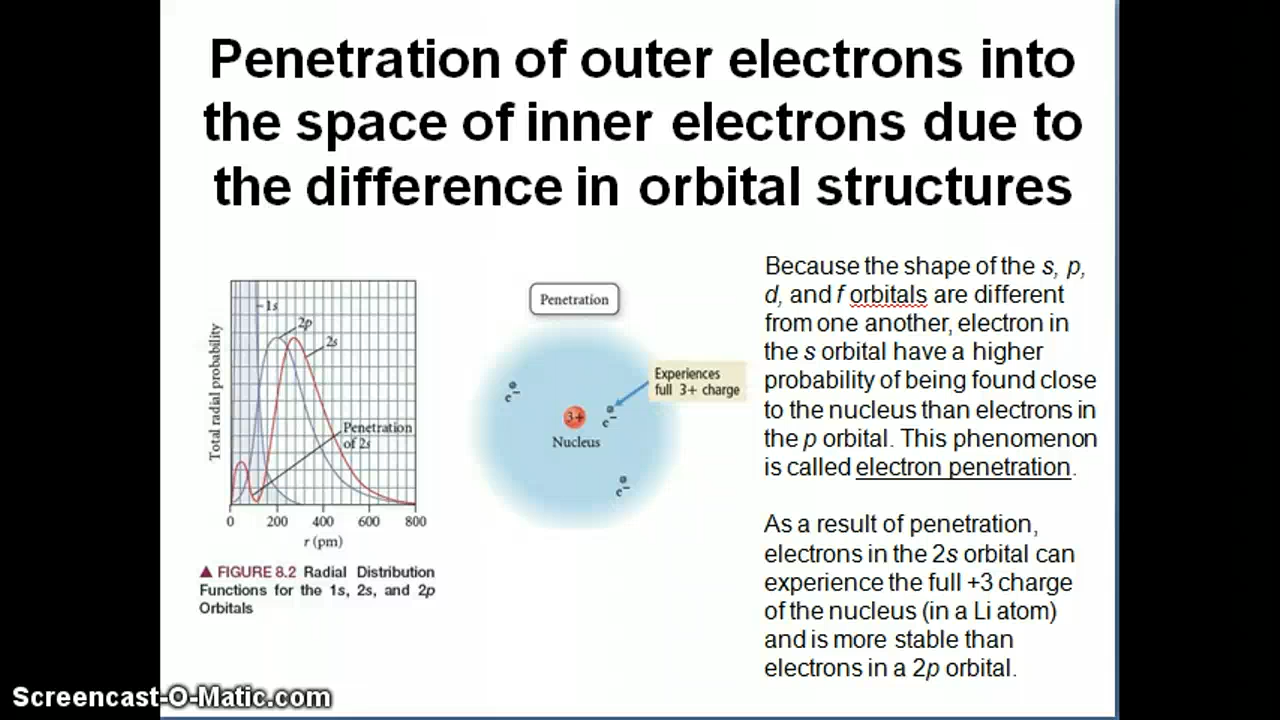 Penetration of outer electrons into
the space of inner electrons due to
the difference in orbital structures
Total radial probability
1s
2p
2s
Penetration
of 2s
0 200 400 600 800
r (pm)
▲ FIGURE 8.2 Radial Distribution
Functions for the 1s, 2s, and 2p
Orbitals
Penetration
Experiences
full 3+ charge
e−
3+
e−
Nucleus
e−
Because the shape of the s, p,
d, and f orbitals are different
from one another, electron in
the s orbital have a higher
probability of being found close
to the nucleus than electrons in
the p orbital. This phenomenon
is called electron penetration.
As a result of penetration,
electrons in the 2s orbital can
experience the full +3 charge
of the nucleus (in a Li atom)
and is more stable than
electrons in a 2p orbital.
Screencast-O-Matic.com